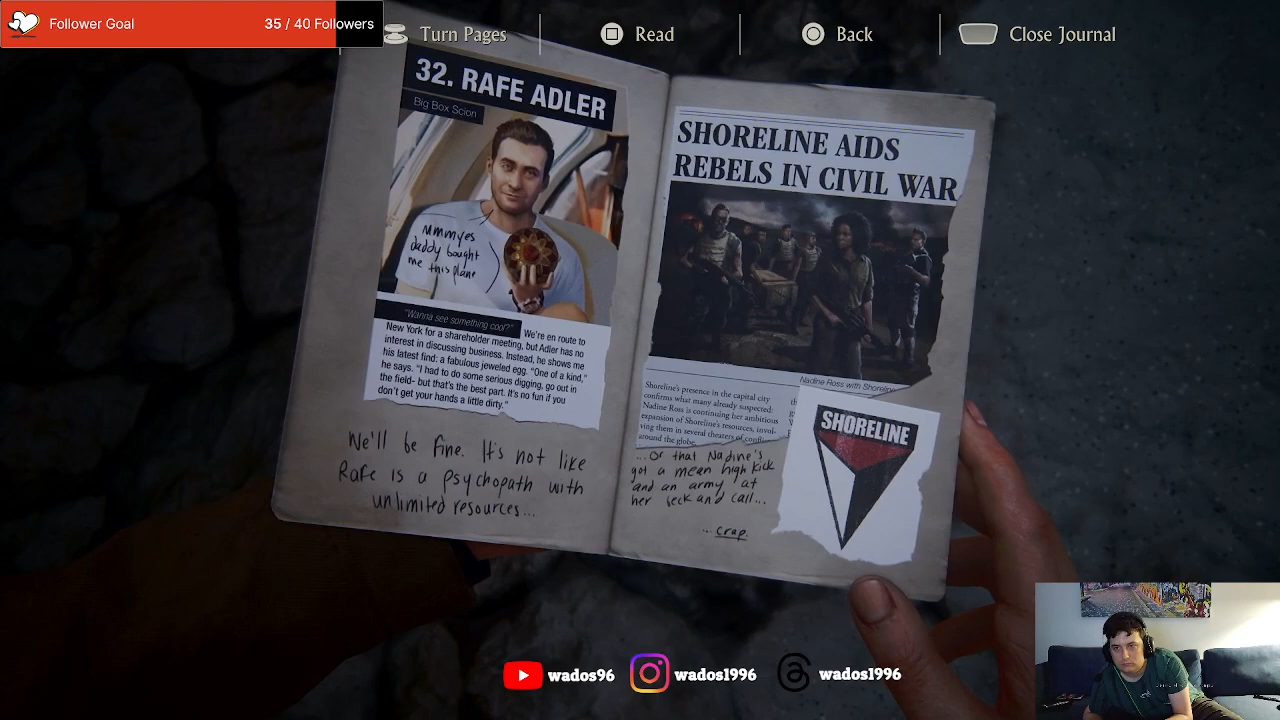 Follower Goal
35 / 40 Followers
Turn Pages
Read
Back
Close Journal
32. RAFE ADLER
Big Box Scion
mmmyes
daddy bought
me this plane
"Wanna see something cool?" We're en route to
New York for a shareholder meeting, but Adler has no
interest in discussing business. Instead, he shows me
his latest find: a fabulous jeweled egg. "One of a kind,"
he says. "I had to do some serious digging, go out in
the field- but that's the best part. It's no fun if you
don't get your hands a little dirty."
We'll be fine. It's not like
Rafe is a psychopath with
unlimited resources...
SHORELINE AIDS
REBELS IN CIVIL WAR
Nadine Ross with Shoreline
Shoreline's presence in the capital city
confirms what many already suspected:
Nadine Ross is continuing her ambitious
expansion of Shoreline's resources, invol-
ving them in several theaters of
around the globe.
...Or that Nadine's
got a mean high kick
and an army at
her beck and call...
...crap.
SHORELINE
wados96
wados1996
wados1996